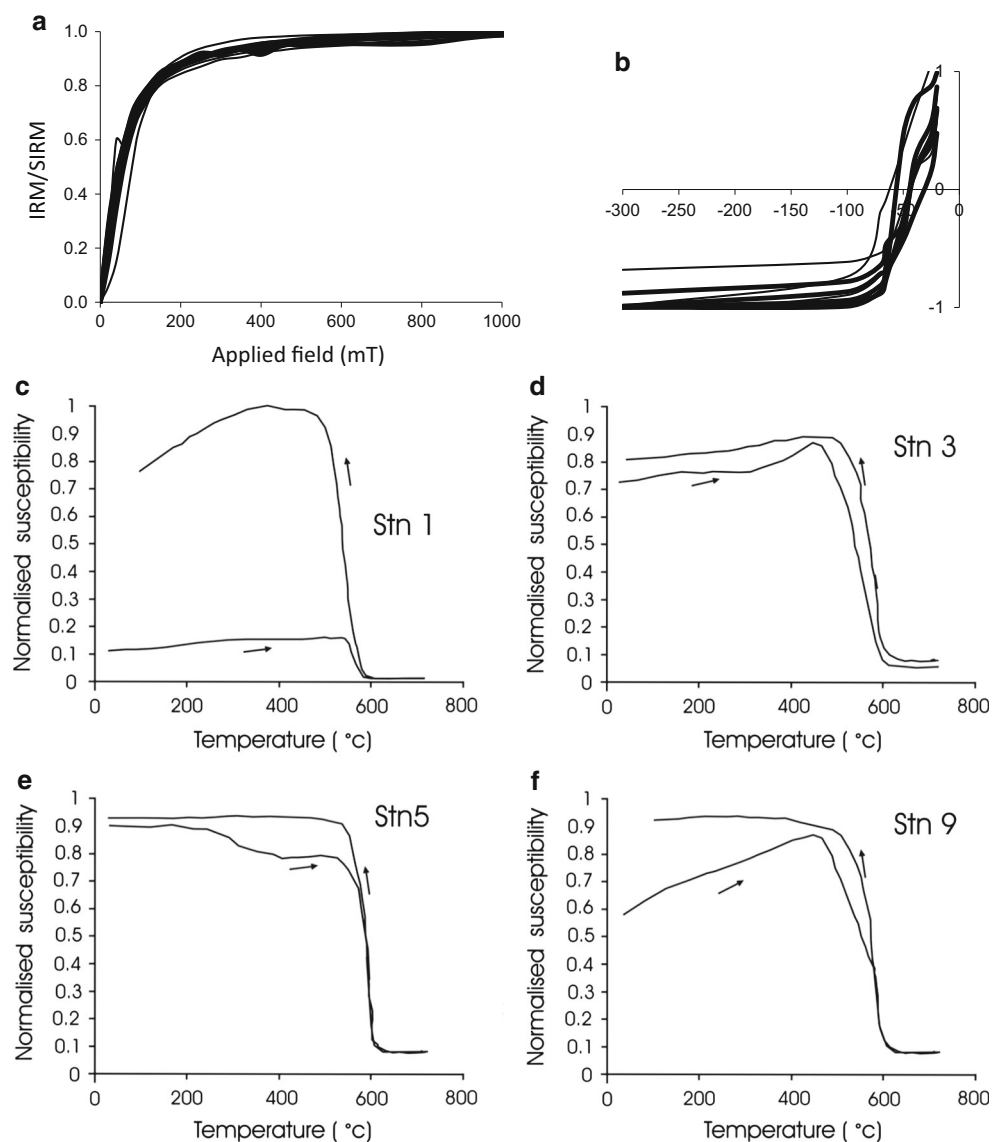 a
1.0
0.8
0.6
0.4
0.2
0.0
IRM/SIRM
0 200 400 600 800 1000
Applied field (mT)
b
1
0
-1
-300 -250 -200 -150 -100 -50 0
c
1
0.9
0.8
0.7
0.6
0.5
0.4
0.3
0.2
0.1
0
Normalised susceptibility
Stn 1
0 200 400 600 800
Temperature ( °c)
d
1
0.9
0.8
0.7
0.6
0.5
0.4
0.3
0.2
0.1
0
Normalised susceptibility
Stn 3
0 200 400 600 800
Temperature ( °c)
e
1
0.9
0.8
0.7
0.6
0.5
0.4
0.3
0.2
0.1
0
Normalised susceptibility
Stn5
0 200 400 600 800
Temperature ( °c)
f
1
0.9
0.8
0.7
0.6
0.5
0.4
0.3
0.2
0.1
0
Normalised susceptibility
Stn 9
0 200 400 600 800
Temperature ( °c)